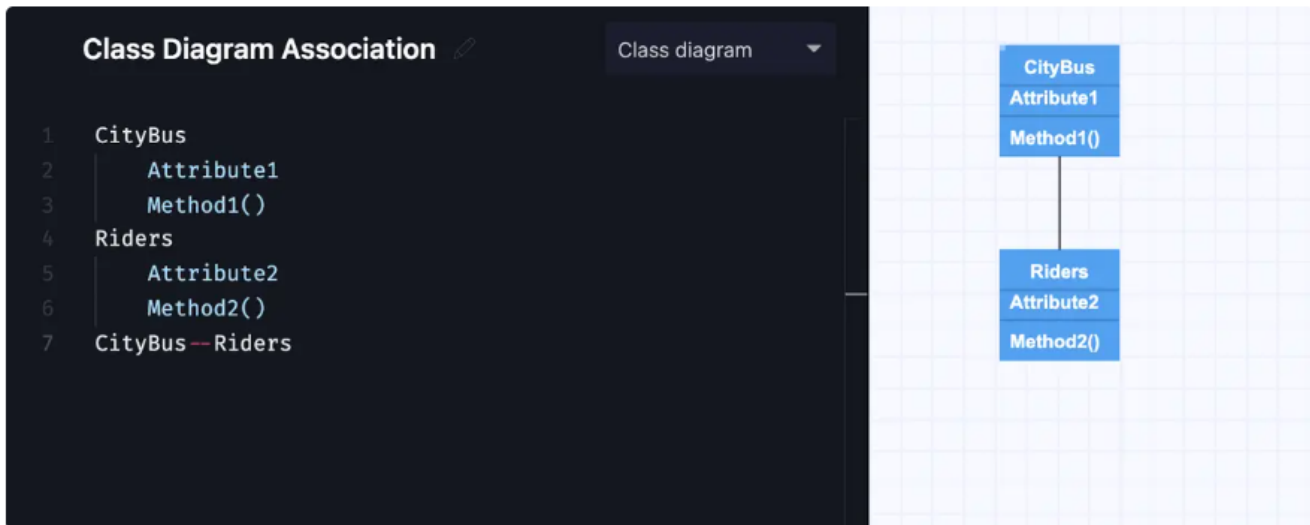 Class Diagram Association
Class diagram
1 CityBus
2 Attribute1
3 Method1()
4 Riders
5 Attribute2
6 Method2()
7 CityBus--Riders
CityBus
Attribute1
Method1()
Riders
Attribute2
Method2()